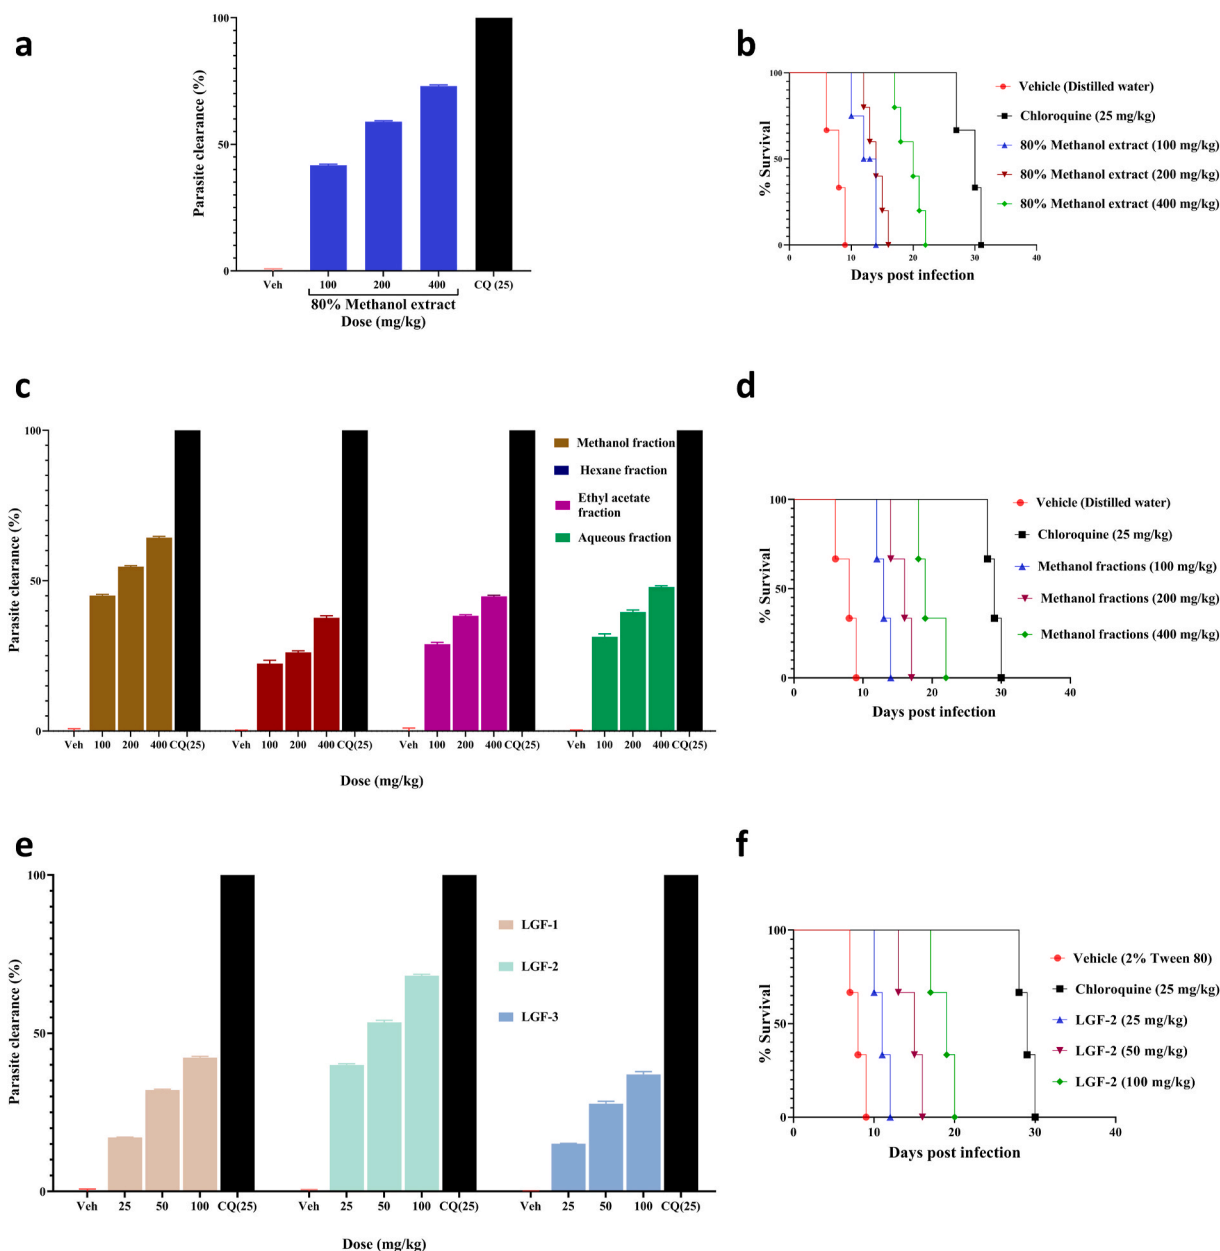 a
Parasite clearance (%)
100
50
0
Veh 100 200 400 CQ (25)
80% Methanol extract
Dose (mg/kg)
b
% Survival
100
50
0
0 10 20 30 40
Days post infection
Vehicle (Distilled water)
Chloroquine (25 mg/kg)
80% Methanol extract (100 mg/kg)
80% Methanol extract (200 mg/kg)
80% Methanol extract (400 mg/kg)
c
Parasite clearance (%)
100
50
0
Methanol fraction
Hexane fraction
Ethyl acetate
fraction
Aqueous fraction
Veh 100 200 400 CQ(25) Veh 100 200 400 CQ(25) Veh 100 200 400 CQ(25) Veh 100 200 400 CQ(25)
Dose (mg/kg)
d
% Survival
100
50
0
0 20 40
Days post infection
Vehicle (Distilled water)
Chloroquine (25 mg/kg)
Methanol fractions (100 mg/kg)
Methanol fractions (200 mg/kg)
Methanol fractions (400 mg/kg)
e
Parasite clearance (%)
100
50
0
LGF-1
LGF-2
LGF-3
Veh 25 50 100 CQ(25) Veh 25 50 100 CQ(25) Veh 25 50 100 CQ(25)
Dose (mg/kg)
f
% Survival
100
50
0
0 10 20 30 40
Days post infection
Vehicle (2% Tween 80)
Chloroquine (25 mg/kg)
LGF-2 (25 mg/kg)
LGF-2 (50 mg/kg)
LGF-2 (100 mg/kg)